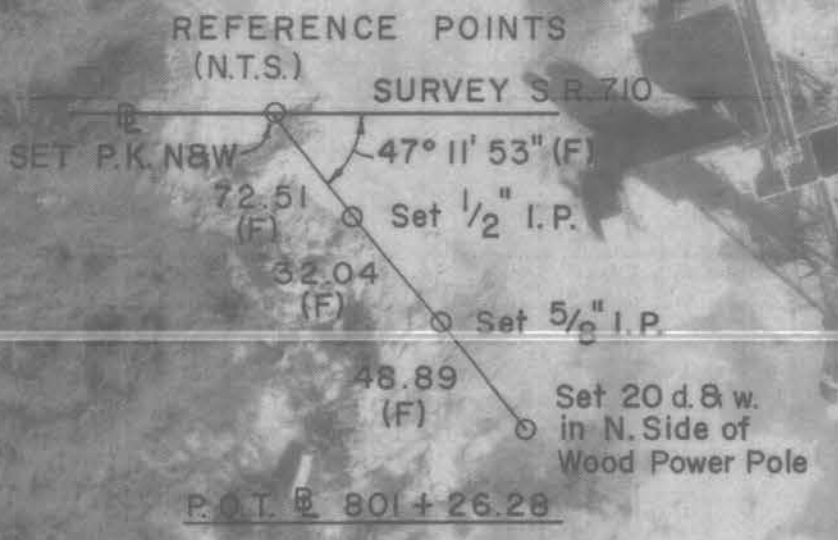 REFERENCE POINTS
(N.T.S.)
SURVEY S.R. 710
℄
SET P.K. N&W
47° 11' 53" (F)
72.51
(F)
Set 1/2" I.P.
32.04
(F)
Set 5/8" I.P.
48.89
(F)
Set 20 d. & w.
in N. Side of
Wood Power Pole
P.O.T. ℄ 801 + 26.28